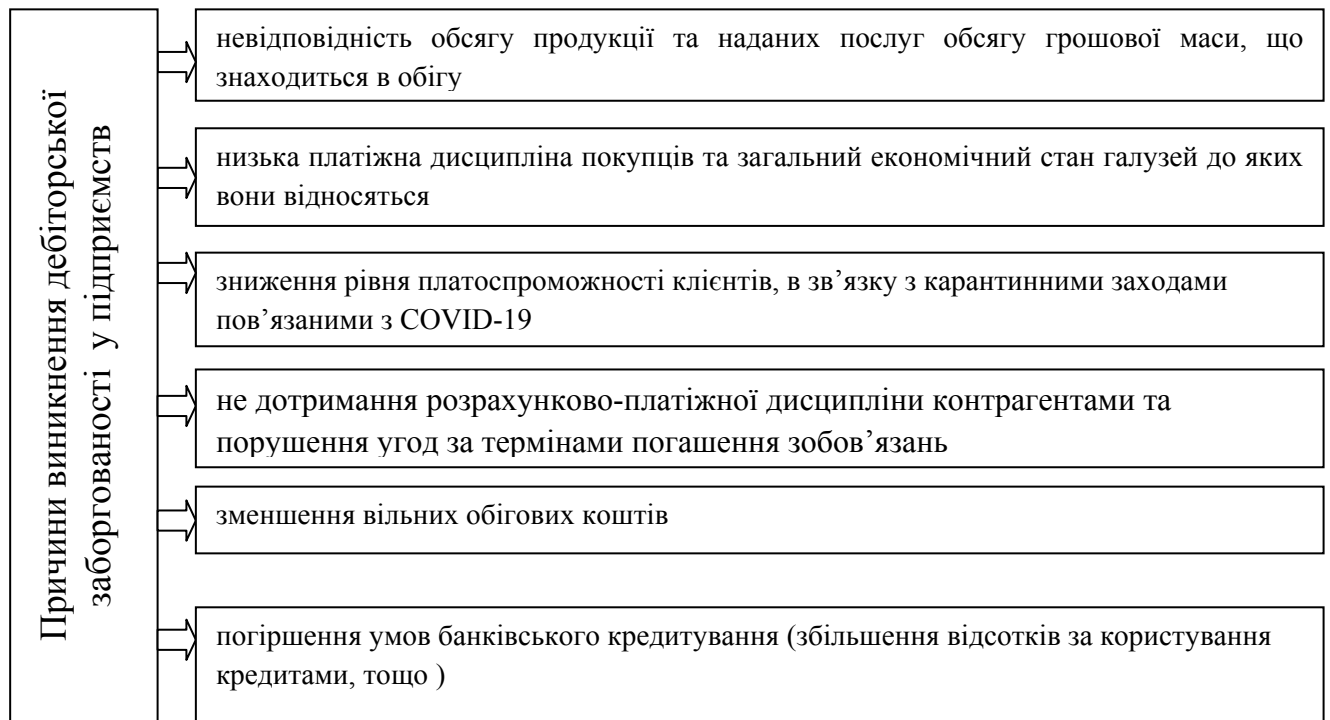 Причини виникнення дебіторської
заборгованості у підприємств
невідповідність обсягу продукції та наданих послуг обсягу грошової маси, що
знаходиться в обігу
низька платіжна дисципліна покупців та загальний економічний стан галузей до яких
вони відносяться
зниження рівня платоспроможності клієнтів, в зв’язку з карантинними заходами
пов’язаними з COVID-19
не дотримання розрахунково-платіжної дисципліни контрагентами та
порушення угод за термінами погашення зобов’язань
зменшення вільних обігових коштів
погіршення умов банківського кредитування (збільшення відсотків за користування
кредитами, тощо )